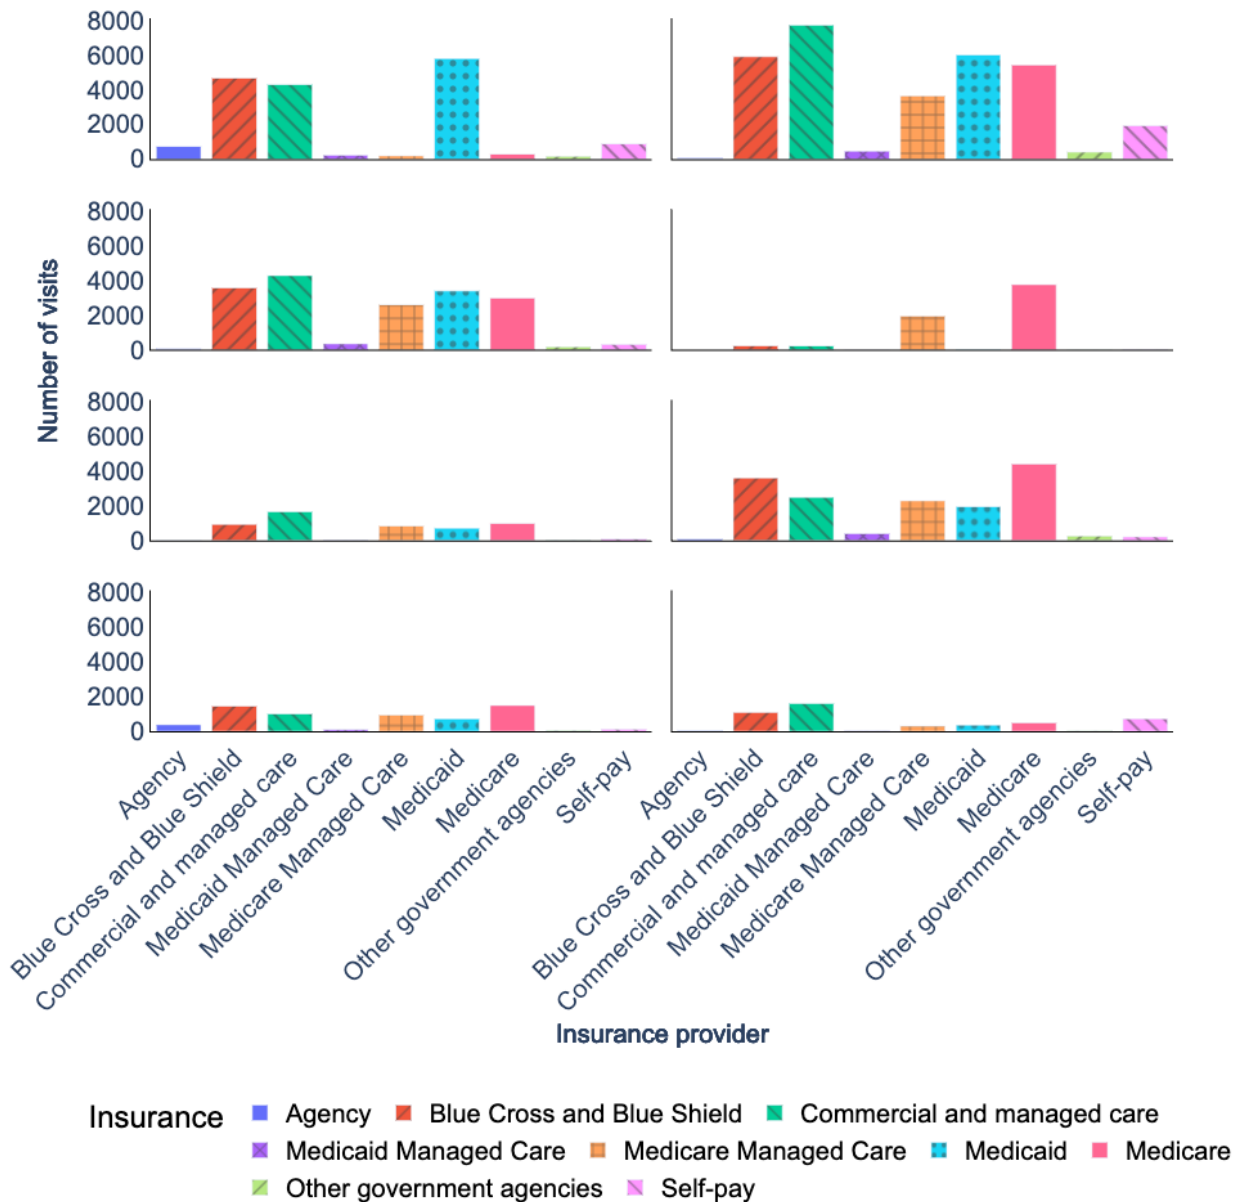 8000
6000
4000
2000
0
8000
6000
4000
2000
0
8000
6000
4000
2000
0
8000
6000
4000
2000
0
Number of visits
Agency
Blue Cross and Blue Shield
Commercial and managed care
Medicaid Managed Care
Medicare Managed Care
Medicaid
Medicare
Other government agencies
Self-pay
Agency
Blue Cross and Blue Shield
Commercial and managed care
Medicaid Managed Care
Medicare Managed Care
Medicaid
Medicare
Other government agencies
Self-pay
Insurance provider
Insurance Agency Blue Cross and Blue Shield Commercial and managed care
Medicaid Managed Care Medicare Managed Care Medicaid Medicare
Other government agencies Self-pay